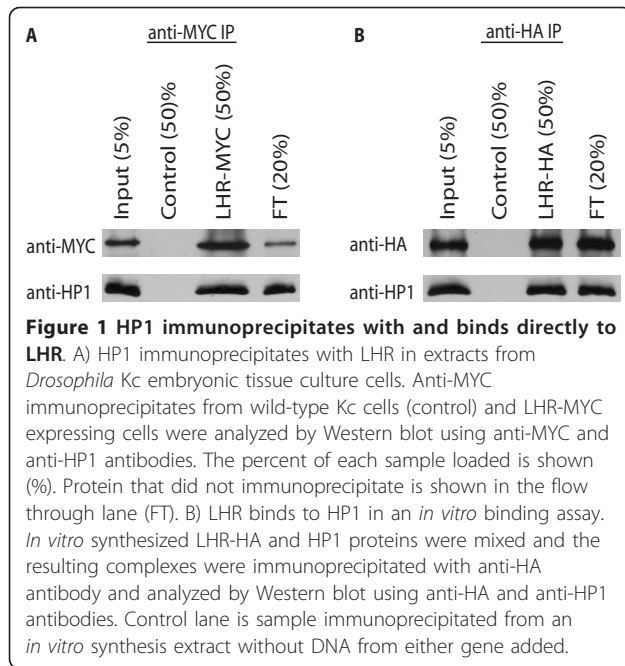 A anti-MYC IP
Input (5%)
Control (50)%
LHR-MYC (50%)
FT (20%)
anti-MYC
anti-HP1
B anti-HA IP
Input (5%)
Control (50)%
LHR-HA (50%)
FT (20%)
anti-HA
anti-HP1
Figure 1 HP1 immunoprecipitates with and binds directly to
LHR. A) HP1 immunoprecipitates with LHR in extracts from
Drosophila Kc embryonic tissue culture cells. Anti-MYC
immunoprecipitates from wild-type Kc cells (control) and LHR-MYC
expressing cells were analyzed by Western blot using anti-MYC and
anti-HP1 antibodies. The percent of each sample loaded is shown
(%). Protein that did not immunoprecipitate is shown in the flow
through lane (FT). B) LHR binds to HP1 in an in vitro binding assay.
In vitro synthesized LHR-HA and HP1 proteins were mixed and the
resulting complexes were immunoprecipitated with anti-HA
antibody and analyzed by Western blot using anti-HA and anti-HP1
antibodies. Control lane is sample immunoprecipitated from an
in vitro synthesis extract without DNA from either gene added.